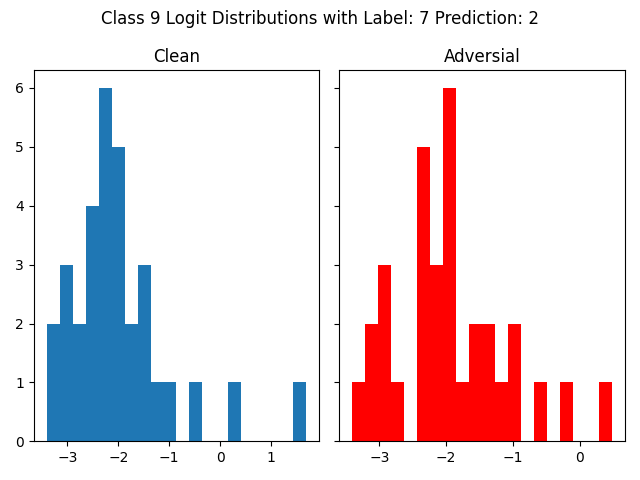 Class 9 Logit Distributions with Label: 7 Prediction: 2
Clean
Adversial
6
5
4
3
2
1
0
−3 −2 −1 0 1
−3 −2 −1 0